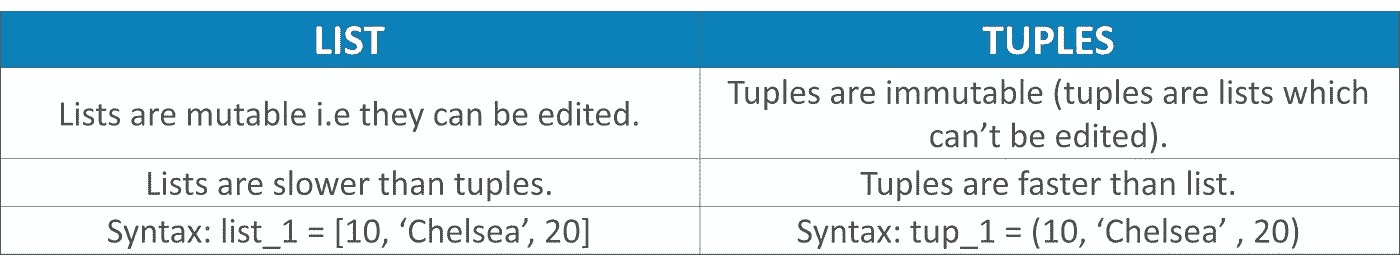 LIST
TUPLES
Lists are mutable i.e they can be edited.
Tuples are immutable (tuples are lists which
can’t be edited).
Lists are slower than tuples.
Tuples are faster than list.
Syntax: list_1 = [10, ‘Chelsea’, 20]
Syntax: tup_1 = (10, ‘Chelsea’ , 20)